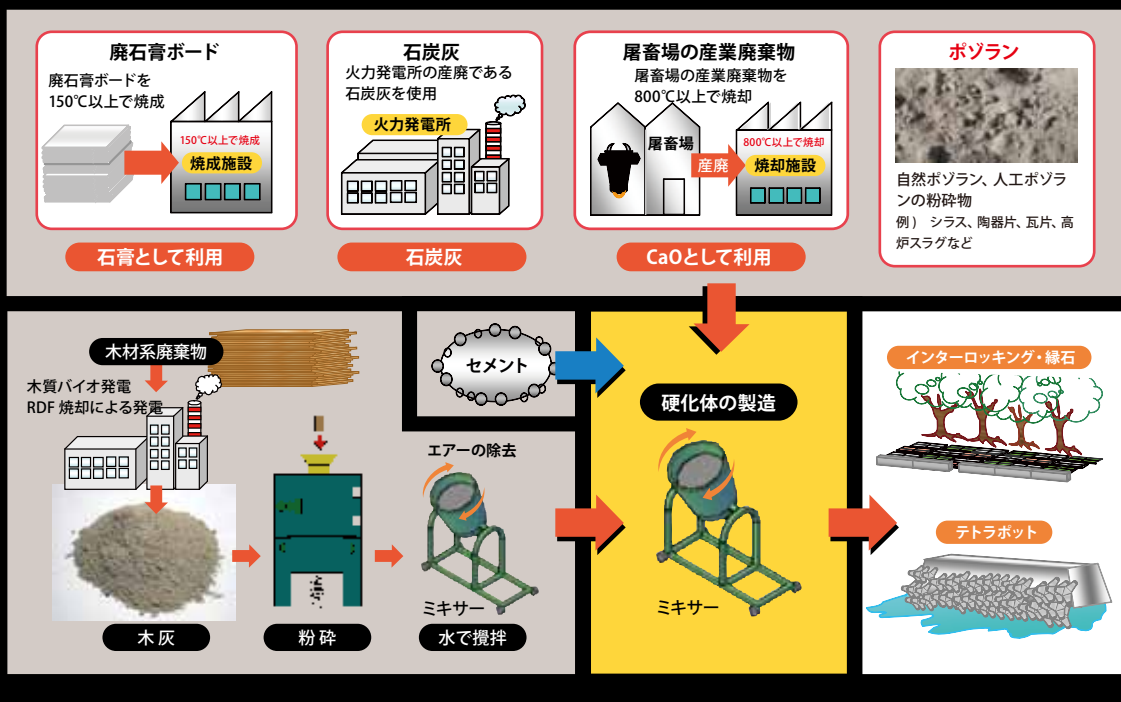 廃石膏ボード
廃石膏ボードを
150℃以上で焼成
150℃以上で焼成
焼成施設
石膏として利用
石炭灰
火力発電所の産廃である
石炭灰を使用
火力発電所
石炭灰
屠畜場の産業廃棄物
屠畜場の産業廃棄物を
800℃以上で焼却
屠畜場
産廃
800℃以上で焼却
焼却施設
CaOとして利用
ポゾラン
自然ポゾラン、人工ポゾラ
ンの粉砕物
例) シラス、陶器片、瓦片、高
炉スラグなど
木材系廃棄物
木質バイオ発電
RDF 焼却による発電
木灰
粉砕
エアーの除去
ミキサー
水で攪拌
セメント
硬化体の製造
ミキサー
インターロッキング・縁石
テトラポット